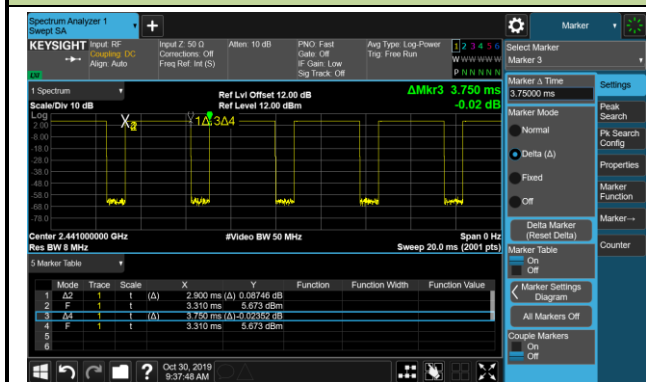 Spectrum Analyzer 1
Swept SA
Marker
KEYSIGHT Input: RF Input Z: 50 Ω Atten: 10 dB PNO: Fast Avg Type: Log-Power 1 2 3 4 5 6
Coupling: DC Corrections: Off Gate: Off Trig: Free Run
Align: Auto Freq Ref: Int (S) IF Gain: Low W W W W W W
Sig Track: Off P N N N N N
Select Marker
Marker 3
1 Spectrum
Ref Lvl Offset 12.00 dB ΔMkr3 3.750 ms
Scale/Div 10 dB Ref Level 12.00 dBm -0.02 dB
Log
2.00
-8.00
-18.0
-28.0
-38.0
-48.0
-58.0
-68.0
-78.0
1Δ 3Δ4
Center 2.441000000 GHz #Video BW 50 MHz Span 0 Hz
Res BW 8 MHz Sweep 20.0 ms (2001 pts)
5 Marker Table
Mode Trace Scale X Y Function Function Width Function Value
1 Δ2 1 t (Δ) 2.900 ms (Δ) 0.08746 dB
2 F 1 t 3.310 ms 5.673 dBm
3 Δ4 1 t (Δ) 3.750 ms (Δ) -0.02352 dB
4 F 1 t 3.310 ms 5.673 dBm
5
6
Marker Δ Time
3.75000 ms
Marker Mode
Normal
Delta (Δ)
Fixed
Off
Delta Marker
(Reset Delta)
Marker Table
On
Off
Marker Settings
Diagram
All Markers Off
Couple Markers
On
Off
Settings
Peak
Search
Pk Search
Config
Properties
Marker
Function
Marker→
Counter
Oct 30, 2019
9:37:48 AM